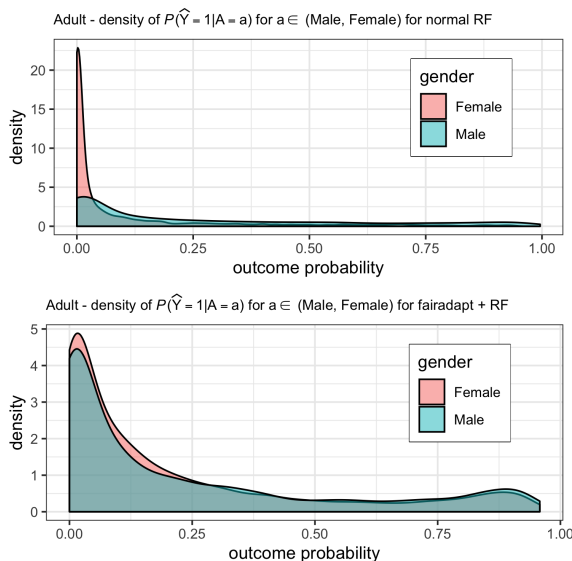 Adult - density of P(Ŷ = 1|A = a) for a ∈ (Male, Female) for normal RF
density
20
15
10
5
0
gender
Female
Male
0.00 0.25 0.50 0.75 1.00
outcome probability
Adult - density of P(Ŷ = 1|A = a) for a ∈ (Male, Female) for fairadapt + RF
density
5
4
3
2
1
0
gender
Female
Male
0.00 0.25 0.50 0.75 1.00
outcome probability